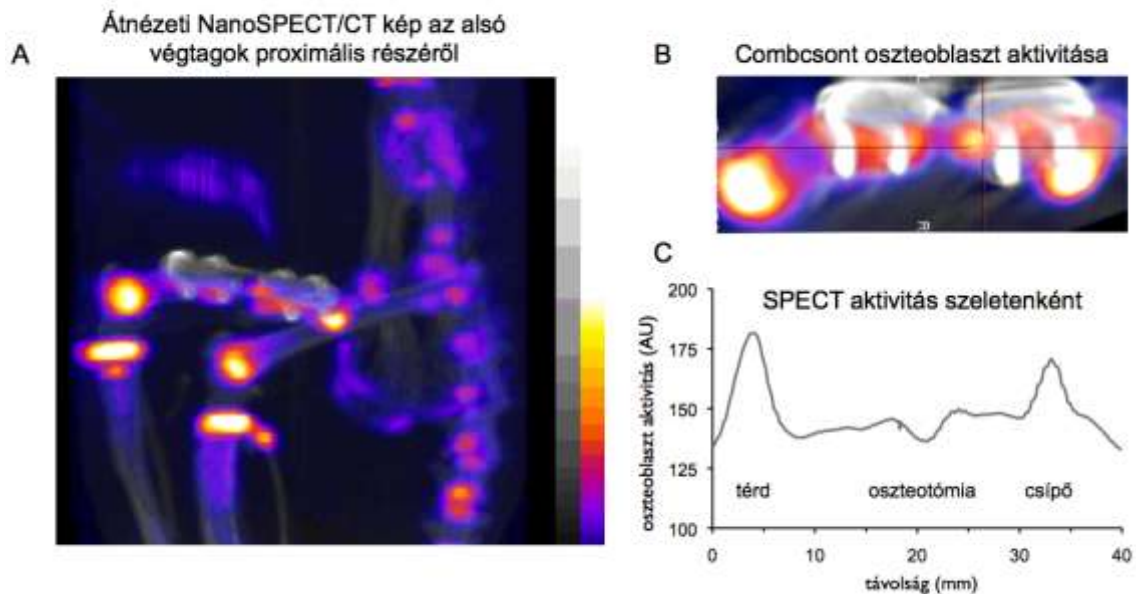 A
Átnézeti NanoSPECT/CT kép az alsó
végtagok proximális részéről
B
Combcsont oszteoblaszt aktivitása
R
C
SPECT aktivitás szeletenként
oszteoblaszt aktivitás (AU)
200
175
150
125
100
térd
oszteotómia
csípő
0
10
20
30
40
távolság (mm)